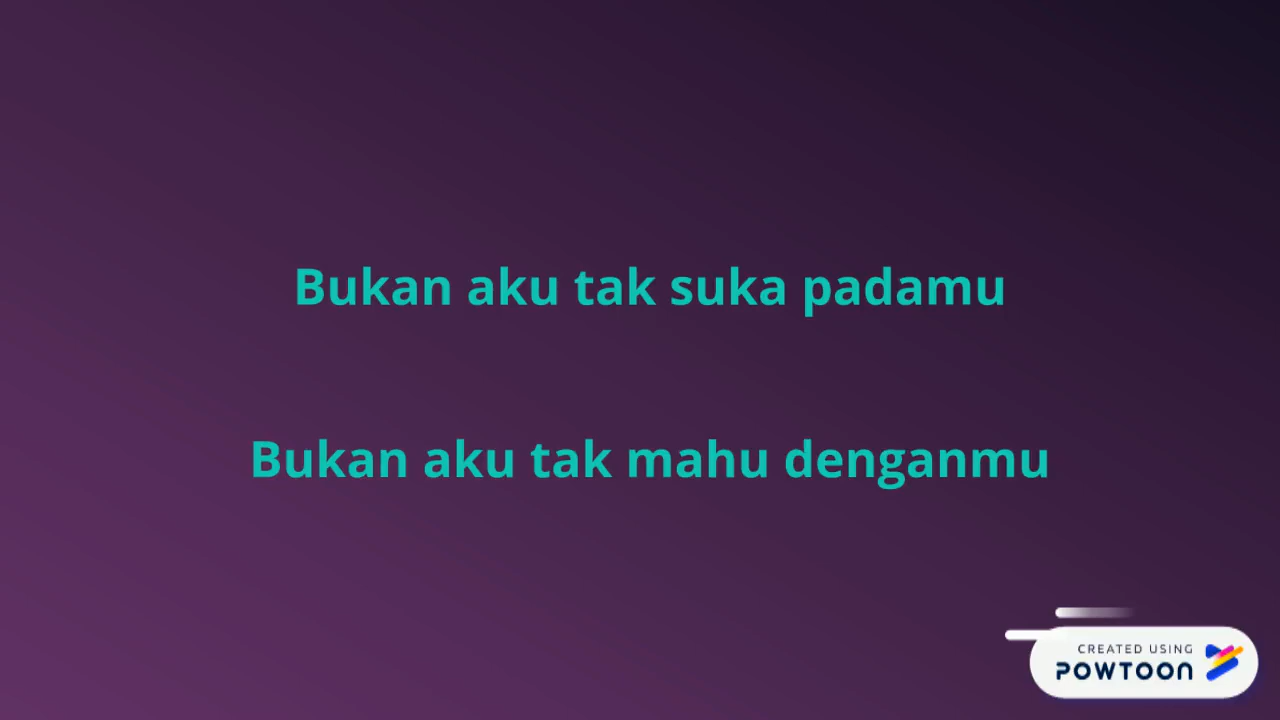 Bukan aku tak suka padamu
Bukan aku tak mahu denganmu
CREATED USING
POWTOON